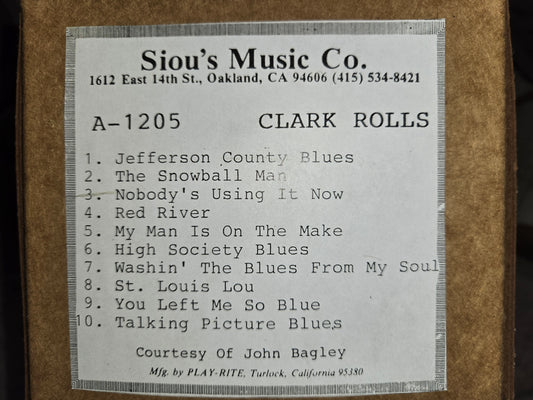 Siou's Music Co.
1612 East 14th St., Oakland, CA 94606 (415) 534-8421
A-1205 CLARK ROLLS
1. Jefferson County Blues
2. The Snowball Man
3. Nobody's Using It Now
4. Red River
5. My Man Is On The Make
6. High Society Blues
7. Washin' The Blues From My Soul
8. St. Louis Lou
9. You Left Me So Blue
10. Talking Picture Blues
Courtesy Of John Bagley
Mfg. by PLAY-RITE, Turlock, California 95380